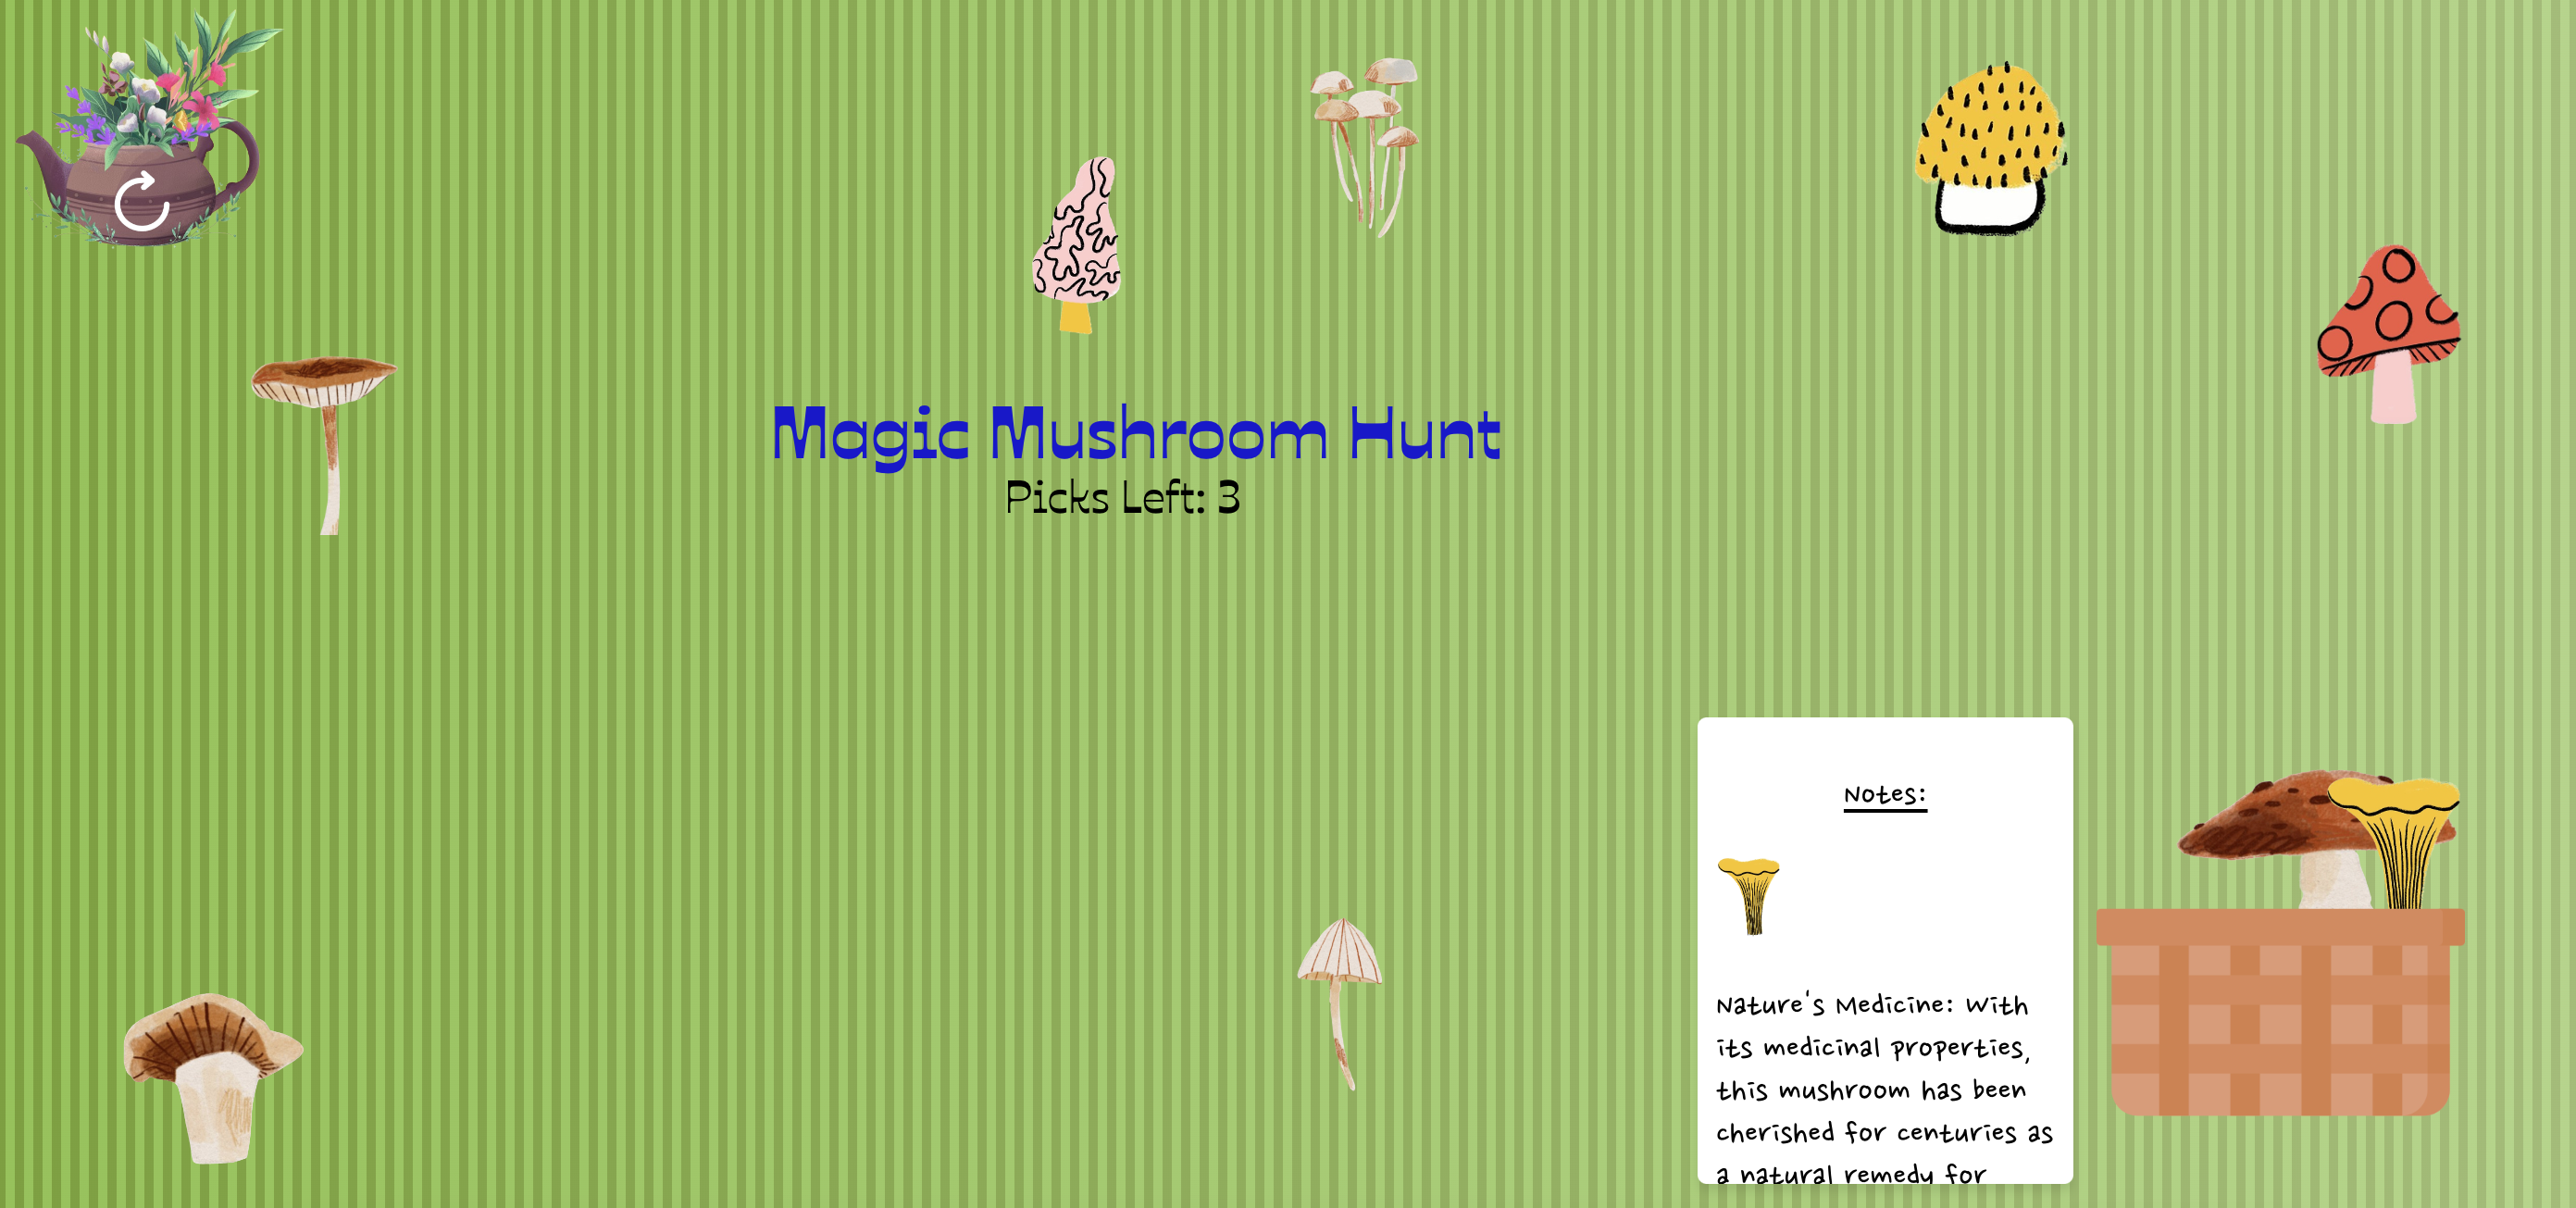 Magic Mushroom Hunt
Picks Left: 3
Notes:
Nature's Medicine: With
its medicinal properties,
this mushroom has been
cherished for centuries as
a natural remedy for